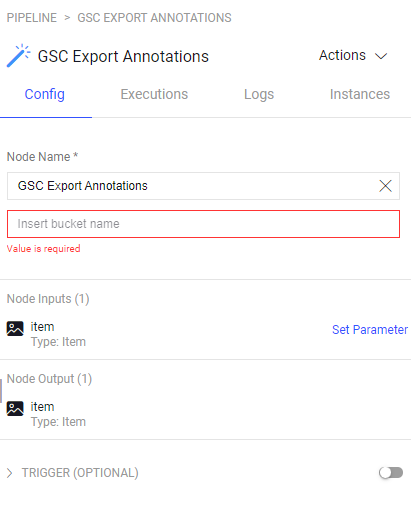 PIPELINE > GSC EXPORT ANNOTATIONS
GSC Export Annotations
Actions
Config Executions Logs Instances
Node Name *
GSC Export Annotations
Insert bucket name
Value is required
Node Inputs (1)
item
Type: Item
Set Parameter
Node Output (1)
item
Type: Item
TRIGGER (OPTIONAL)